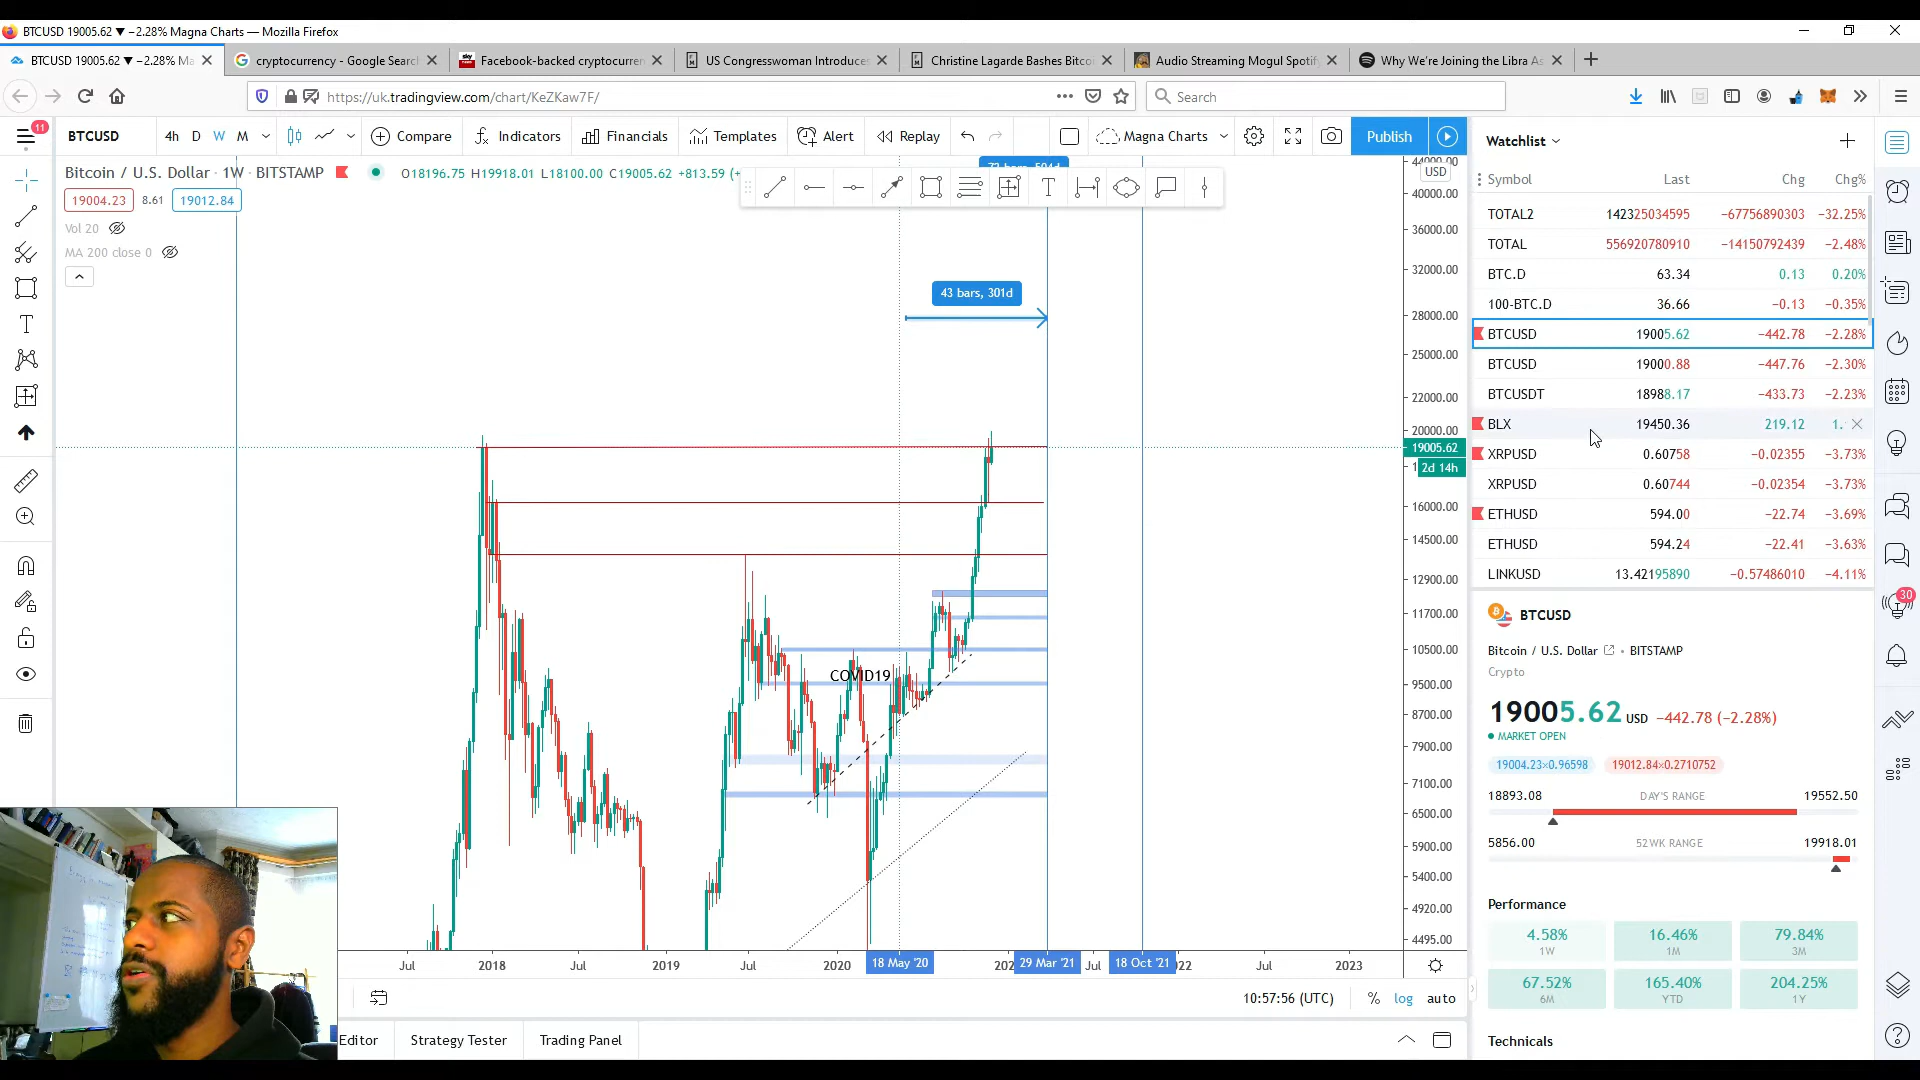 BTCUSD 19005.62 ▼ −2.28% Magna Charts — Mozilla Firefox
BTCUSD 19005.62 ▼ −2.28% Ma
cryptocurrency - Google Search
Facebook-backed cryptocurren
US Congresswoman Introduces
Christine Lagarde Bashes Bitcoi
Audio Streaming Mogul Spotify
Why We're Joining the Libra As
https://uk.tradingview.com/chart/KeZKaw7F/
Search
11
BTCUSD
4h D W M
Compare
Indicators
Financials
Templates
Alert
Replay
Magna Charts
Publish
Bitcoin / U.S. Dollar · 1W · BITSTAMP
O18196.75 H19918.01 L18100.00 C19005.62 +813.59
19004.23 8.61 19012.84
Vol 20
MA 200 close 0
43 bars, 301d
COVID19
44000.00
USD
40000.00
36000.00
32000.00
28000.00
25000.00
22000.00
20000.00
19005.62
2d 14h
16000.00
14500.00
12900.00
11700.00
10500.00
9500.00
8700.00
7900.00
7100.00
6500.00
5900.00
5400.00
4920.00
4495.00
Jul 2018 Jul 2019 Jul 2020 18 May '20 29 Mar '21 Jul 18 Oct '21 Jul 2023
10:57:56 (UTC) % log auto
Editor Strategy Tester Trading Panel
Watchlist
Symbol Last Chg Chg%
TOTAL2 142325034595 −67756890303 −32.25%
TOTAL 556920780910 −14150792439 −2.48%
BTC.D 63.34 0.13 0.20%
100-BTC.D 36.66 −0.13 −0.35%
BTCUSD 19005.62 −442.78 −2.28%
BTCUSD 19000.88 −447.76 −2.30%
BTCUSDT 18988.17 −433.73 −2.23%
BLX 19450.36 219.12 1.
XRPUSD 0.60758 −0.02355 −3.73%
XRPUSD 0.60744 −0.02354 −3.73%
ETHUSD 594.00 −22.74 −3.69%
ETHUSD 594.24 −22.41 −3.63%
LINKUSD 13.42195890 −0.57486010 −4.11%
30
BTCUSD
Bitcoin / U.S. Dollar • BITSTAMP
Crypto
19005.62 USD −442.78 (−2.28%)
MARKET OPEN
19004.23×0.96598 19012.84×0.2710752
18893.08 DAY'S RANGE 19552.50
5856.00 52WK RANGE 19918.01
Performance
4.58% 16.46% 79.84%
1W 1M 3M
67.52% 165.40% 204.25%
6M YTD 1Y
Technicals